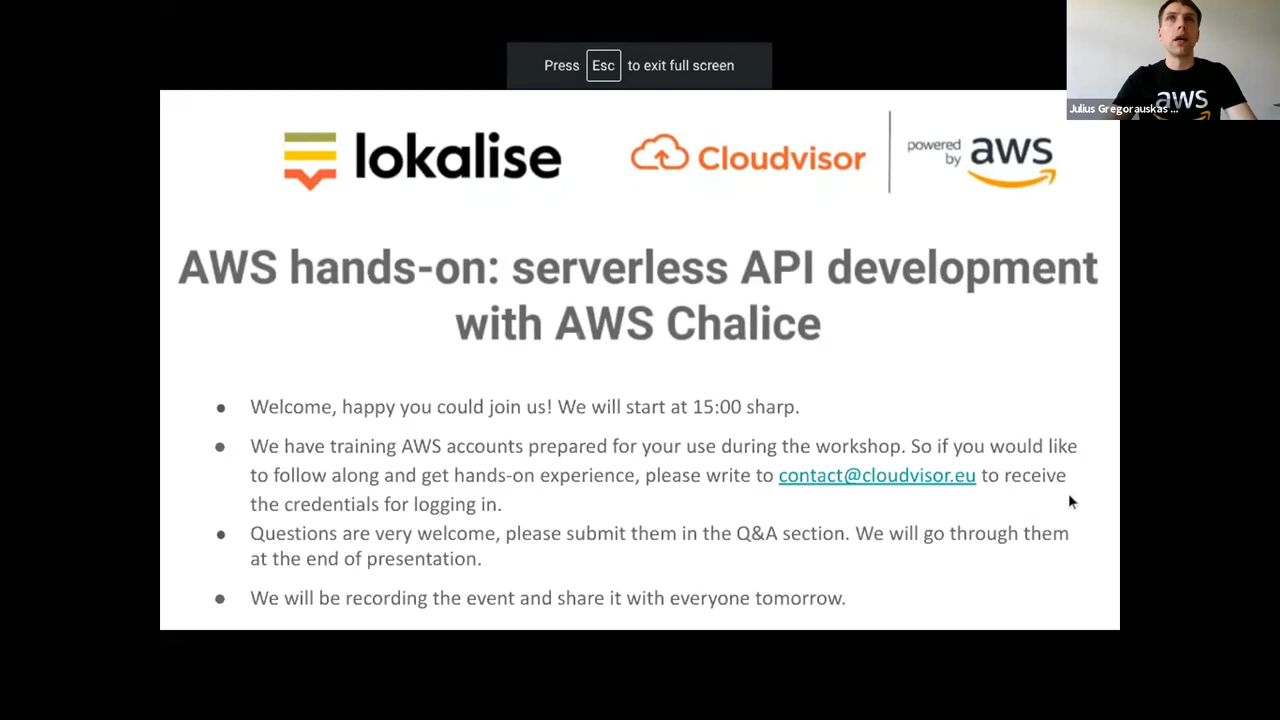 Press Esc to exit full screen
aws
Julius Gregorauskas ...
lokalise
Cloudvisor
powered
by
aws
AWS hands-on: serverless API development
with AWS Chalice
● Welcome, happy you could join us! We will start at 15:00 sharp.
● We have training AWS accounts prepared for your use during the workshop. So if you would like
to follow along and get hands-on experience, please write to contact@cloudvisor.eu to receive
the credentials for logging in.
● Questions are very welcome, please submit them in the Q&A section. We will go through them
at the end of presentation.
● We will be recording the event and share it with everyone tomorrow.